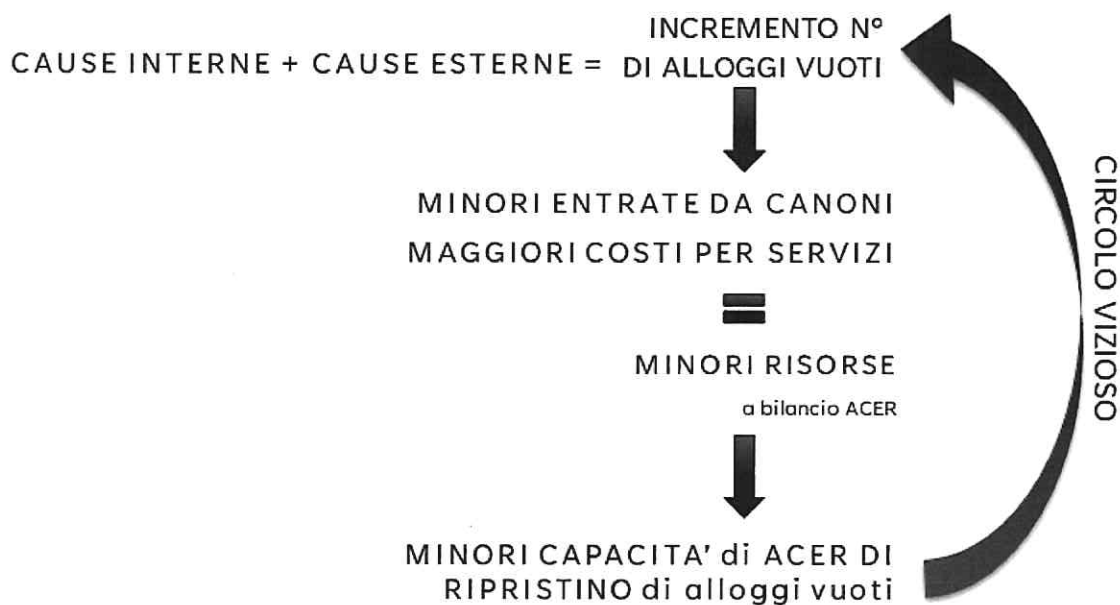 INCREMENTO N°
CAUSE INTERNE + CAUSE ESTERNE = DI ALLOGGI VUOTI
MINORI ENTRATE DA CANONI
MAGGIORI COSTI PER SERVIZI
=
MINORI RISORSE
a bilancio ACER
MINORI CAPACITA' di ACER DI
RIPRISTINO di alloggi vuoti
CIRCOLO VIZIOSO